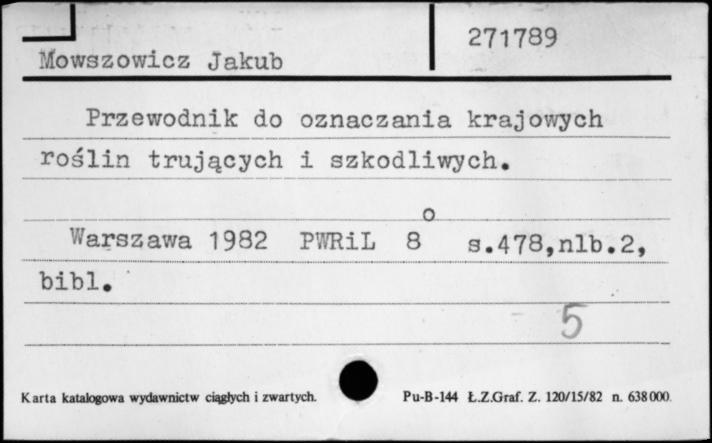 271789
Mowszowicz Jakub
Przewodnik do oznaczania krajowych
roślin trujących i szkodliwych.
Warszawa 1982 PWRiL 8° s.478,nlb.2,
bibl.
5
Karta katalogowa wydawnictw ciągłych i zwartych. Pu-B-144 Ł.Z.Graf. Z. 120/15/82 n. 638000.